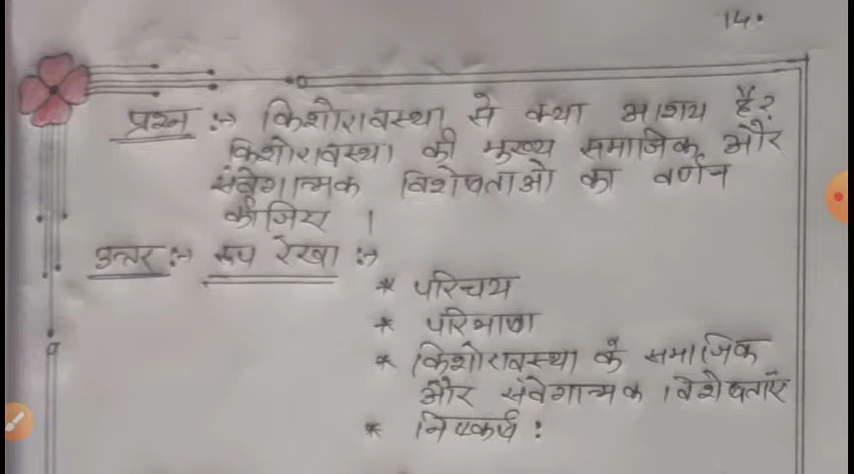 14.
प्रश्न :-> किशोरावस्था से क्या आशय है?
किशोरावस्था की मुख्य समाजिक और
संवेगात्मक विशेषताओ का वर्णन
कीजिए ।
उत्तर :-> रूप रेखा :->
* परिचय
* परिभाषा
* किशोरावस्था के समाजिक
और संवेगात्मक विशेषताएँ
* निष्कर्ष :